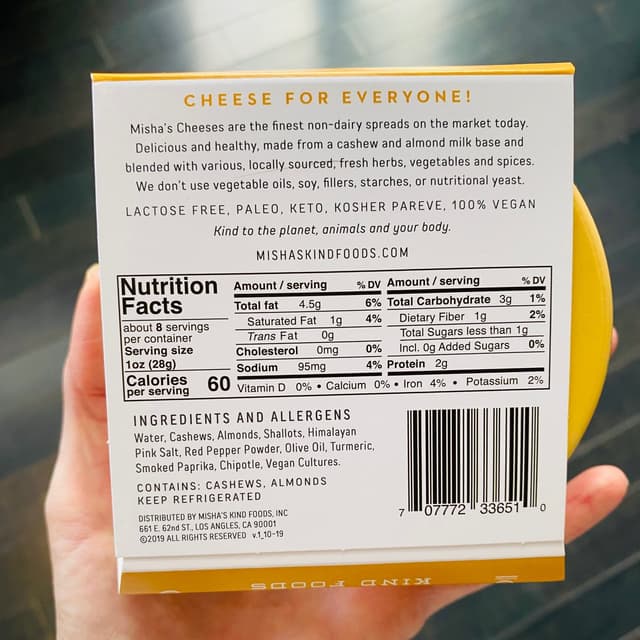 CHEESE FOR EVERYONE!
Misha's Cheeses are the finest non-dairy spreads on the market today.
Delicious and healthy, made from a cashew and almond milk base and
blended with various, locally sourced, fresh herbs, vegetables and spices.
We don't use vegetable oils, soy, fillers, starches, or nutritional yeast.
LACTOSE FREE, PALEO, KETO, KOSHER PAREVE, 100% VEGAN
Kind to the planet, animals and your body.
MISHASKINDFOODS.COM
Nutrition
Facts
about 8 servings
per container
Serving size
1oz (28g)
Calories
per serving 60
Amount / serving % DV
Total fat 4.5g 6%
Saturated Fat 1g 4%
Trans Fat 0g
Cholesterol 0mg 0%
Sodium 95mg 4%
Amount / serving % DV
Total Carbohydrate 3g 1%
Dietary Fiber 1g 2%
Total Sugars less than 1g
Incl. 0g Added Sugars 0%
Protein 2g
Vitamin D 0% • Calcium 0% • Iron 4% • Potassium 2%
INGREDIENTS AND ALLERGENS
Water, Cashews, Almonds, Shallots, Himalayan
Pink Salt, Red Pepper Powder, Olive Oil, Turmeric,
Smoked Paprika, Chipotle, Vegan Cultures.
CONTAINS: CASHEWS, ALMONDS
KEEP REFRIGERATED
DISTRIBUTED BY MISHA'S KIND FOODS, INC
661 E. 62nd ST., LOS ANGLES, CA 90001
©2019 ALL RIGHTS RESERVED v.1_10-19
7 07772 33651 0
KIND FOODS